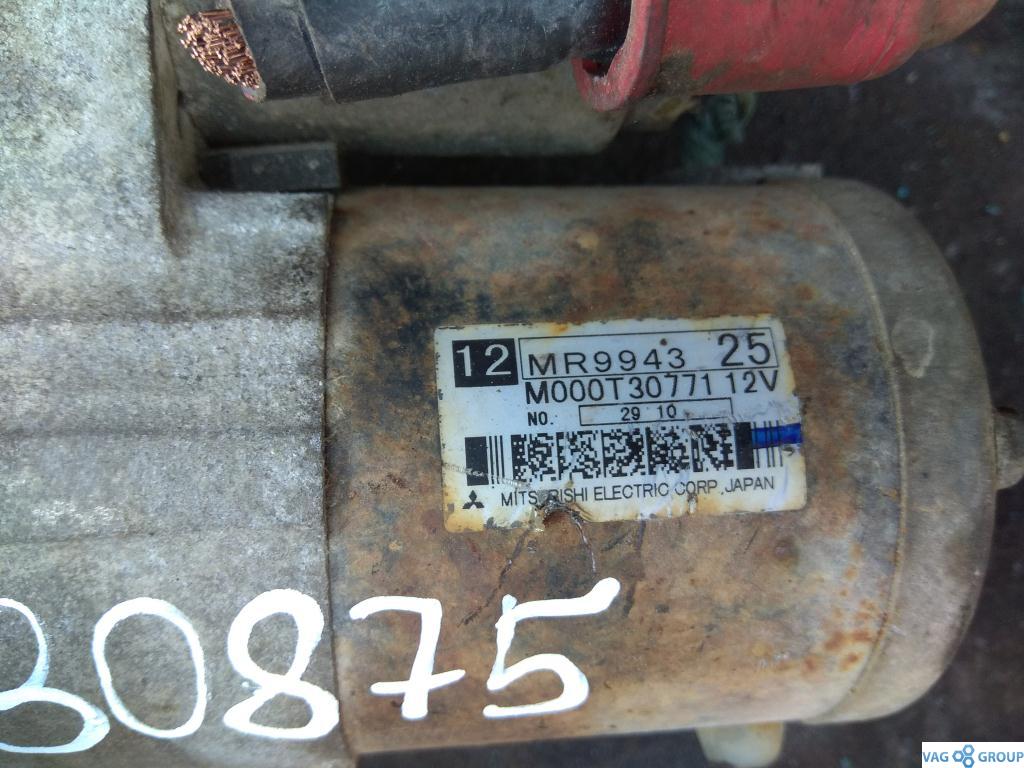 12 MR9943 25
M000T30771 12V
NO. 29 10
MITSUBISHI ELECTRIC CORP. JAPAN
30875
VAG GROUP